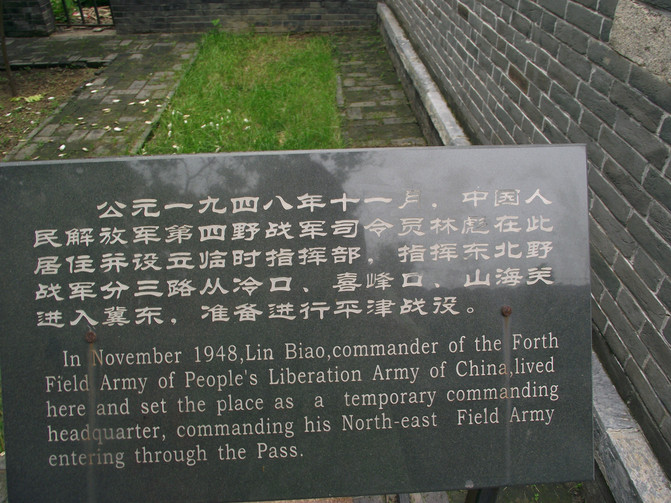 公元一九四八年十一月，中国人
民解放军第四野战军司令员林彪在此
居住并设立临时指挥部，指挥东北野
战军分三路从冷口、喜峰口、山海关
进入冀东，准备进行平津战役。
In November 1948,Lin Biao,commander of the Forth
Field Army of People's Liberation Army of China,lived
here and set the place as a temporary commanding
headquarter, commanding his North-east Field Army
entering through the Pass.